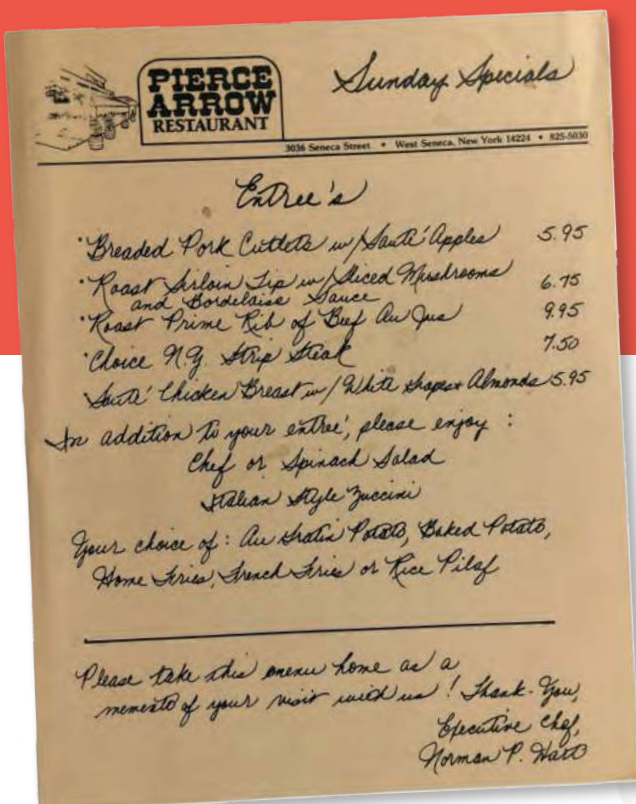 PIERCE
ARROW
RESTAURANT
Sunday Specials
3036 Seneca Street • West Seneca, New York 14224 • 825-5030
Entree's
· Breaded Pork Cutlets w/ Sauté Apples 5.95
· Roast Sirloin Tip w/ Sliced Mushrooms
and Bordelaise Sauce 6.75
· Roast Prime Rib of Beef Au Jus 9.95
· Choice N.Y. Strip Steak 7.50
Sauté Chicken Breast w/ White Grapes + Almonds 5.95
In addition to your entreé, please enjoy :
Chef or Spinach Salad
Italian Style Zuccini
Your choice of : Au Gratin Potato, Baked Potato,
Home Fries, French Fries or Rice Pilaf
Please take this menu home as a
memento of your visit with us ! Thank-You,
Executive Chef,
Norman P. Hart